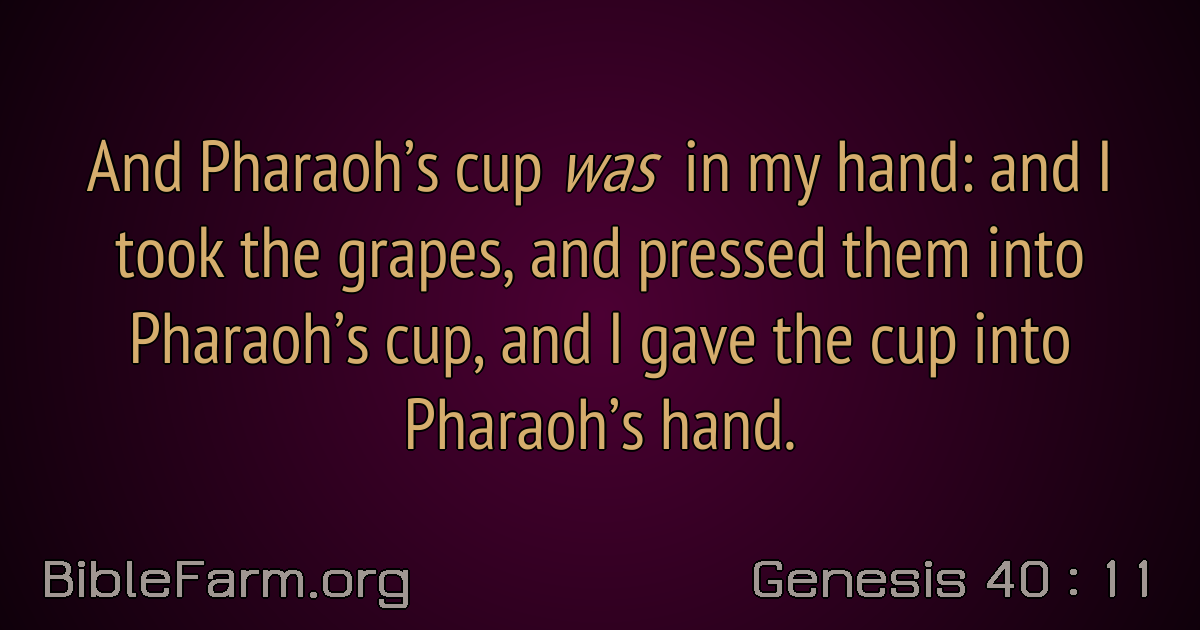 And Pharaoh’s cup was in my hand: and I
took the grapes, and pressed them into
Pharaoh’s cup, and I gave the cup into
Pharaoh’s hand.
BibleFarm.org
Genesis 40 : 11